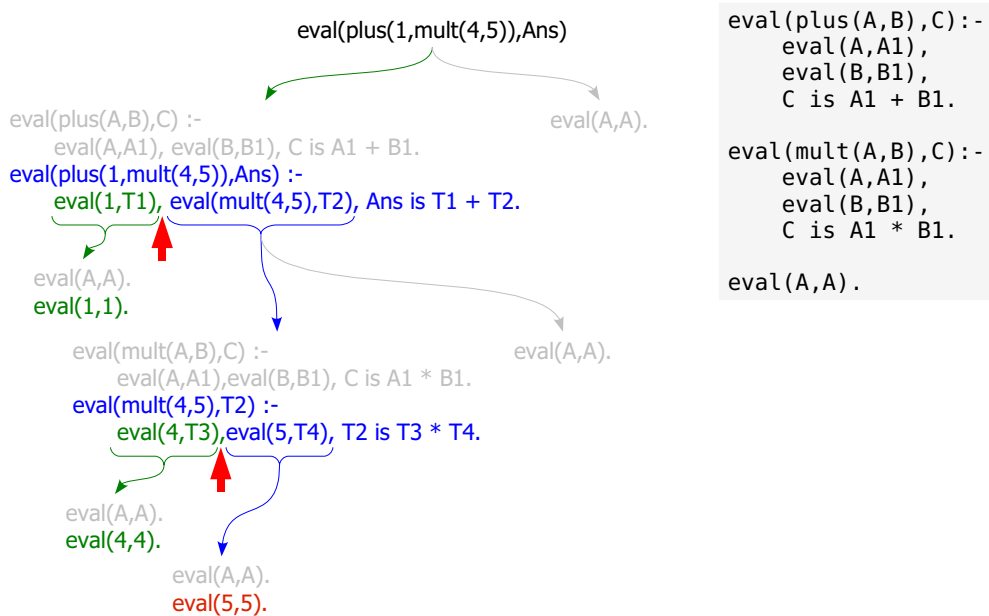 eval(plus(1,mult(4,5)),Ans)
eval(plus(A,B),C) :-
eval(A,A1), eval(B,B1), C is A1 + B1.
eval(A,A).
eval(plus(1,mult(4,5)),Ans) :-
eval(1,T1), eval(mult(4,5),T2), Ans is T1 + T2.
eval(A,A).
eval(1,1).
eval(mult(A,B),C) :-
eval(A,A1),eval(B,B1), C is A1 * B1.
eval(A,A).
eval(mult(4,5),T2) :-
eval(4,T3),eval(5,T4), T2 is T3 * T4.
eval(A,A).
eval(4,4).
eval(A,A).
eval(5,5).
eval(plus(A,B),C):-
eval(A,A1),
eval(B,B1),
C is A1 + B1.
eval(mult(A,B),C):-
eval(A,A1),
eval(B,B1),
C is A1 * B1.
eval(A,A).